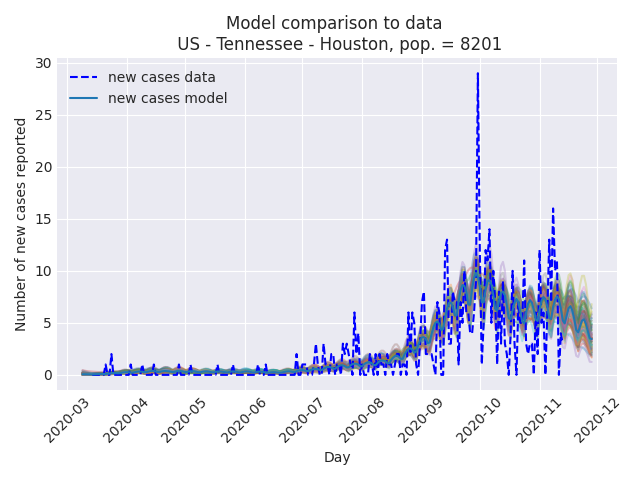 Model comparison to data
US - Tennessee - Houston, pop. = 8201
new cases data
new cases model
Number of new cases reported
30
25
20
15
10
5
0
2020-03
2020-04
2020-05
2020-06
2020-07
2020-08
2020-09
2020-10
2020-11
2020-12
Day